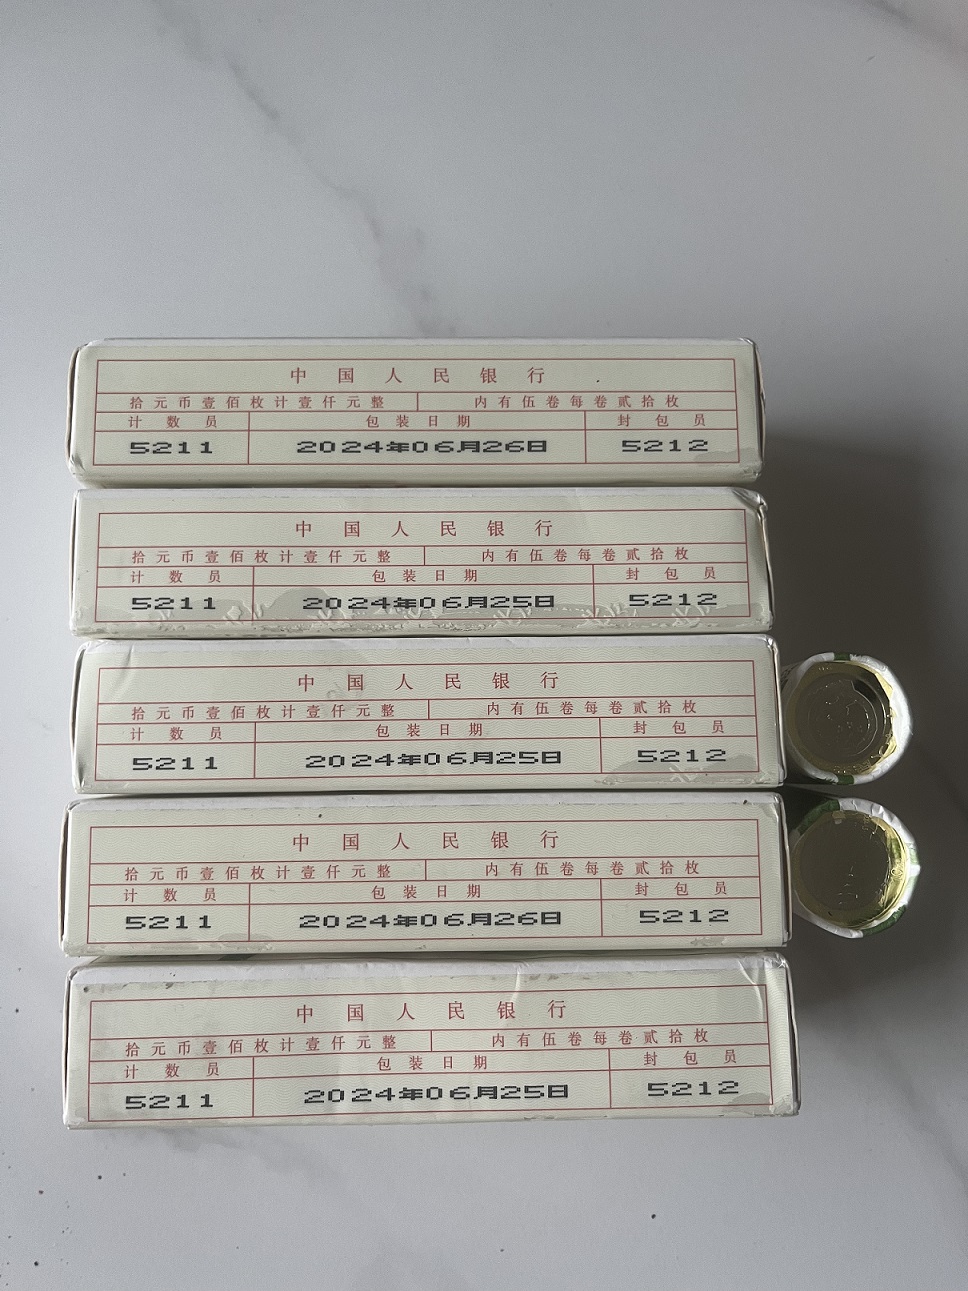 中国人民银行
拾元币壹佰枚计壹仟元整 内有伍卷每卷贰拾枚
计数员 包装日期 封包员
5211 2024年06月26日 5212
中国人民银行
拾元币壹佰枚计壹仟元整 内有伍卷每卷贰拾枚
计数员 包装日期 封包员
5211 2024年06月25日 5212
中国人民银行
拾元币壹佰枚计壹仟元整 内有伍卷每卷贰拾枚
计数员 包装日期 封包员
5211 2024年06月25日 5212
中国人民银行
拾元币壹佰枚计壹仟元整 内有伍卷每卷贰拾枚
计数员 包装日期 封包员
5211 2024年06月26日 5212
中国人民银行
拾元币壹佰枚计壹仟元整 内有伍卷每卷贰拾枚
计数员 包装日期 封包员
5211 2024年06月25日 5212